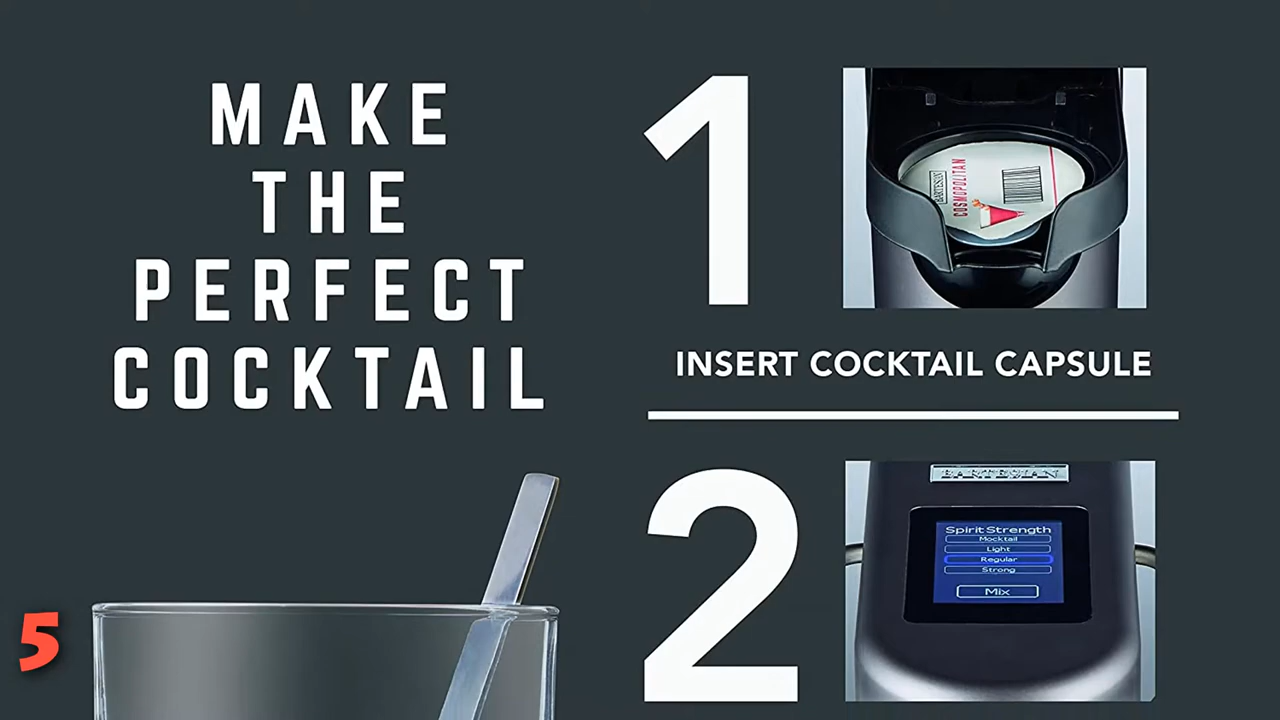 MAKE
THE
PERFECT
COCKTAIL
1
BARTESIAN
COSMOPOLITAN
INSERT COCKTAIL CAPSULE
2
BARTESIAN
Spirit Strength
Mocktail
Light
Regular
Strong
Mix
5